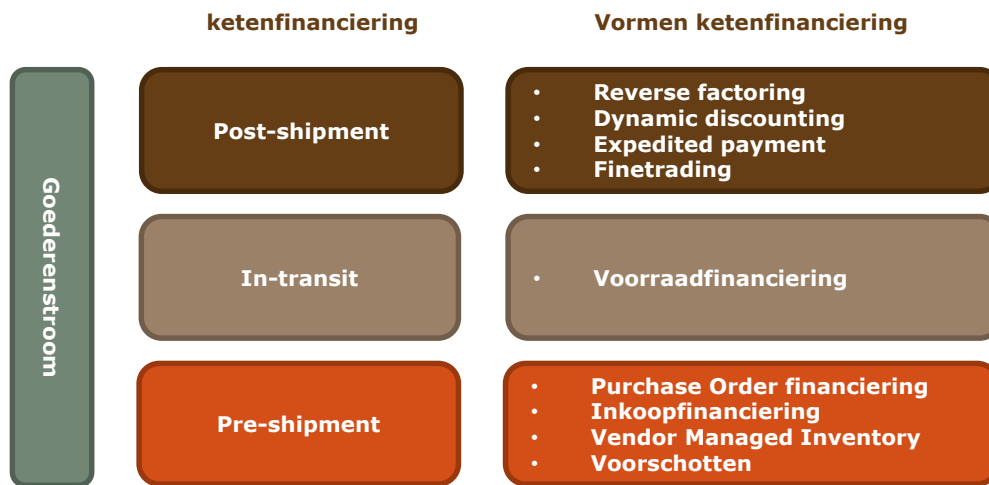 ketenfinanciering
Vormen ketenfinanciering
Goederenstroom
Post-shipment
• Reverse factoring
• Dynamic discounting
• Expedited payment
• Finetrading
In-transit
• Voorraadfinanciering
Pre-shipment
• Purchase Order financiering
• Inkoopfinanciering
• Vendor Managed Inventory
• Voorschotten